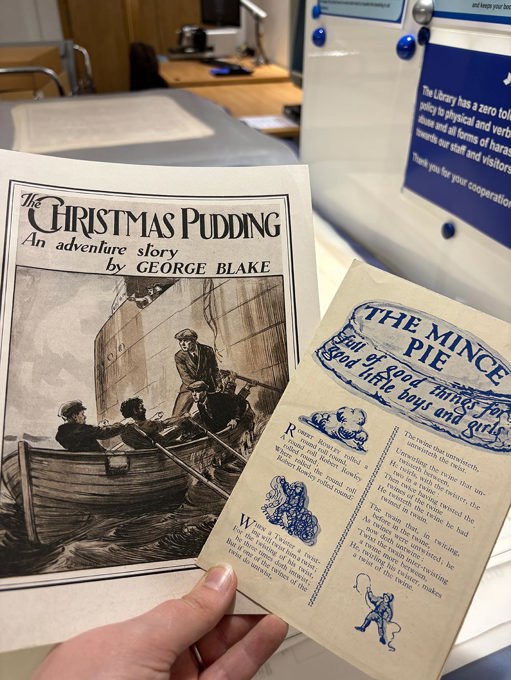 The CHRISTMAS PUDDING
An adventure story
by GEORGE BLAKE
THE MINCE
PIE
full of good things for
good little boys and girls
ROBERT ROWLEY rolled a
round roll round,
A round roll Robert Rowley
rolled round;
Where rolled the round roll
Robert Rowley rolled round?
WHEN a Twister a twist-
ing will twist him a twist;
For the twisting of his twist,
he three times doth intwist;
But if one of the twines of the
twist do untwist,
The twine that untwisteth,
untwisteth the twist.
Untwirling the twine that un-
twisteth between,
He twirls, with the twister, the
two in a twine:
Then twice having twisted the
twines of the twine,
He twisteth the twine he had
twined in twain.
The twain that, in twining,
before in the twine,
As twines were untwisted; he
now doth untwine:
'Twixt the twain inter-twisting
a twine more between,
He, twirling his twister, makes
a twist of the twine.
and keeps your
The Library has a zero
policy to physical and
abuse and all forms of
towards our staff and visitors
Thank you for your